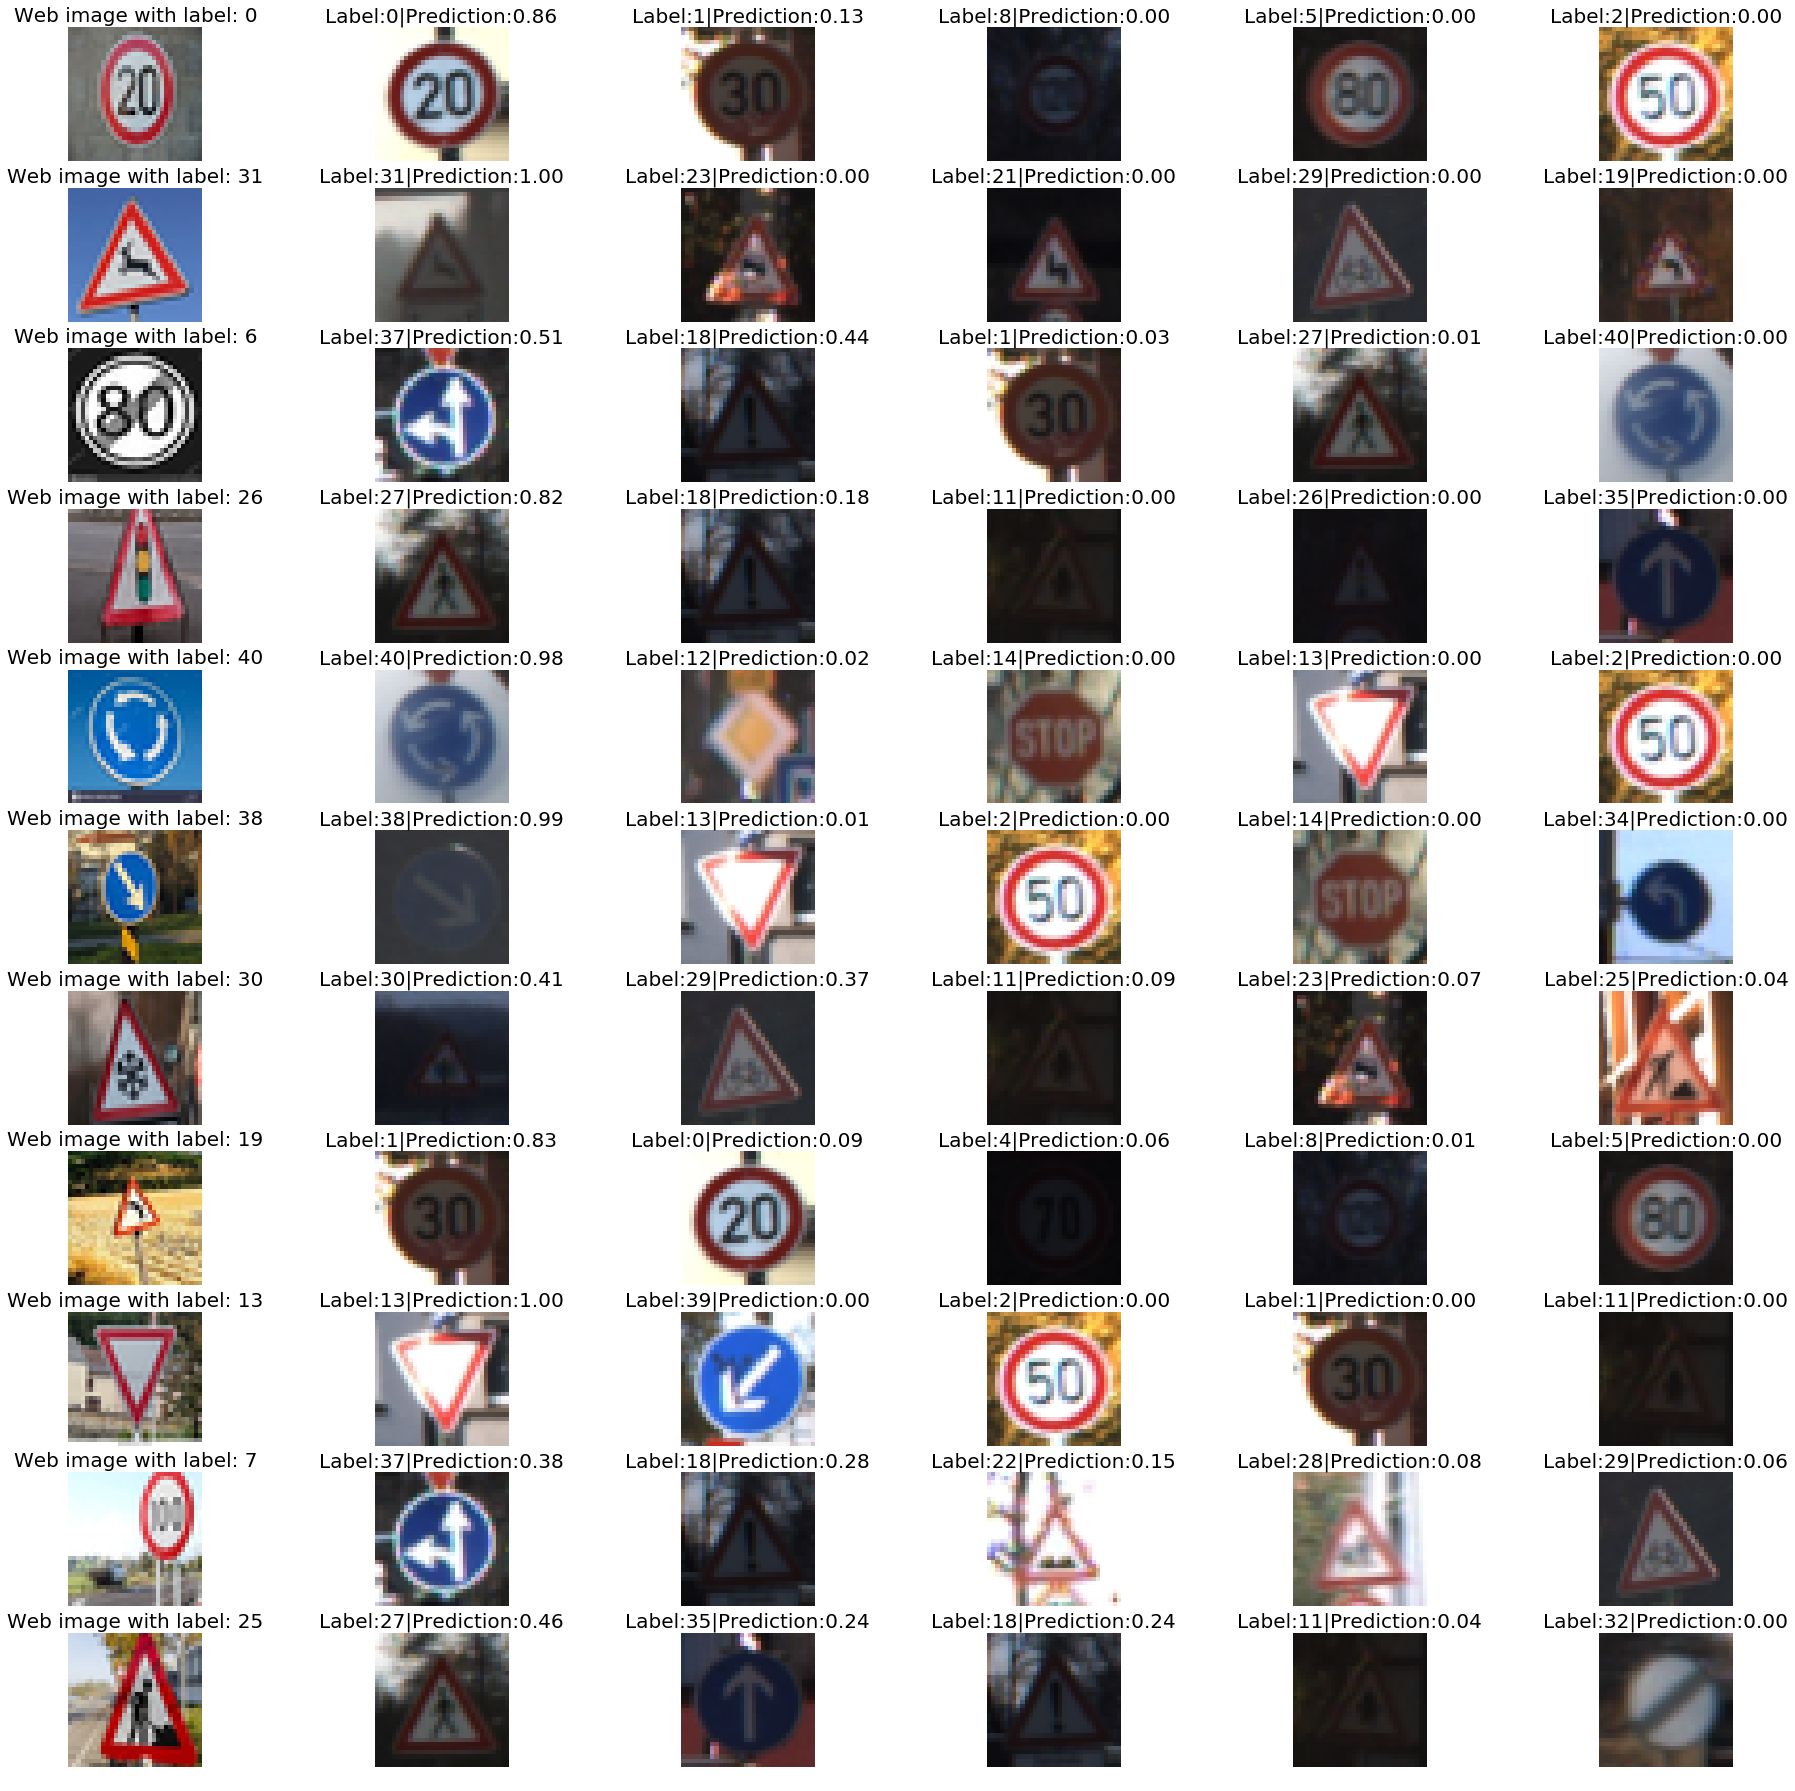 Web image with label: 0 Label:0|Prediction:0.86 Label:1|Prediction:0.13 Label:8|Prediction:0.00 Label:5|Prediction:0.00 Label:2|Prediction:0.00
20 20 30 80 50
Web image with label: 31 Label:31|Prediction:1.00 Label:23|Prediction:0.00 Label:21|Prediction:0.00 Label:29|Prediction:0.00 Label:19|Prediction:0.00
Web image with label: 6 Label:37|Prediction:0.51 Label:18|Prediction:0.44 Label:1|Prediction:0.03 Label:27|Prediction:0.01 Label:40|Prediction:0.00
80 30
Web image with label: 26 Label:27|Prediction:0.82 Label:18|Prediction:0.18 Label:11|Prediction:0.00 Label:26|Prediction:0.00 Label:35|Prediction:0.00
Web image with label: 40 Label:40|Prediction:0.98 Label:12|Prediction:0.02 Label:14|Prediction:0.00 Label:13|Prediction:0.00 Label:2|Prediction:0.00
STOP 50
Web image with label: 38 Label:38|Prediction:0.99 Label:13|Prediction:0.01 Label:2|Prediction:0.00 Label:14|Prediction:0.00 Label:34|Prediction:0.00
50 STOP
Web image with label: 30 Label:30|Prediction:0.41 Label:29|Prediction:0.37 Label:11|Prediction:0.09 Label:23|Prediction:0.07 Label:25|Prediction:0.04
Web image with label: 19 Label:1|Prediction:0.83 Label:0|Prediction:0.09 Label:4|Prediction:0.06 Label:8|Prediction:0.01 Label:5|Prediction:0.00
30 20 70 80
Web image with label: 13 Label:13|Prediction:1.00 Label:39|Prediction:0.00 Label:2|Prediction:0.00 Label:1|Prediction:0.00 Label:11|Prediction:0.00
50 30
Web image with label: 7 Label:37|Prediction:0.38 Label:18|Prediction:0.28 Label:22|Prediction:0.15 Label:28|Prediction:0.08 Label:29|Prediction:0.06
100
Web image with label: 25 Label:27|Prediction:0.46 Label:35|Prediction:0.24 Label:18|Prediction:0.24 Label:11|Prediction:0.04 Label:32|Prediction:0.00